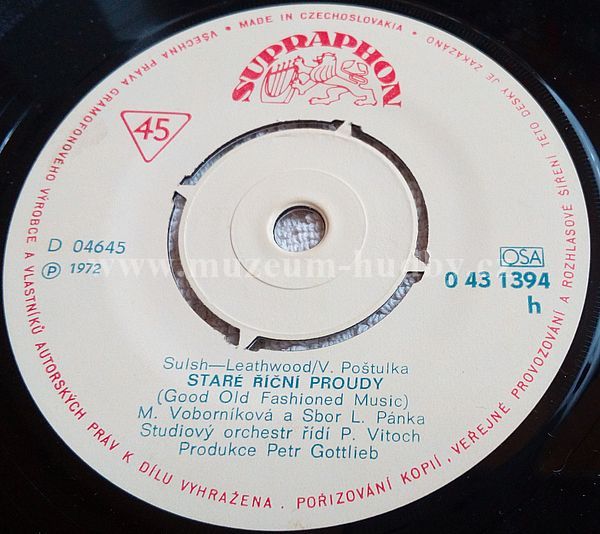 VŠECHNA PRÁVA GRAMOFONOVÉHO VÝROBCE A VLASTNÍKŮ AUTORSKÝCH PRÁV K DÍLU VYHRAŽENA. POŘIZOVÁNÍ KOPIÍ, VEŘEJNÉ PROVOZOVÁNÍ A ROZHLASOVÉ ŠÍŘENÍ TÉTO DESKY JE ZAKÁZÁNO
• MADE IN CZECHOSLOVAKIA •
SUPRAPHON
45
D 04645
Ⓟ 1972
OSA
0 43 1394
h
www.muzeum-hudby.
Sulsh—Leathwood/V. Poštulka
STARÉ ŘÍČNÍ PROUDY
(Good Old Fashioned Music)
M. Voborníková a Sbor L. Pánka
Studiový orchestr řídí P. Vitoch
Produkce Petr Gottlieb